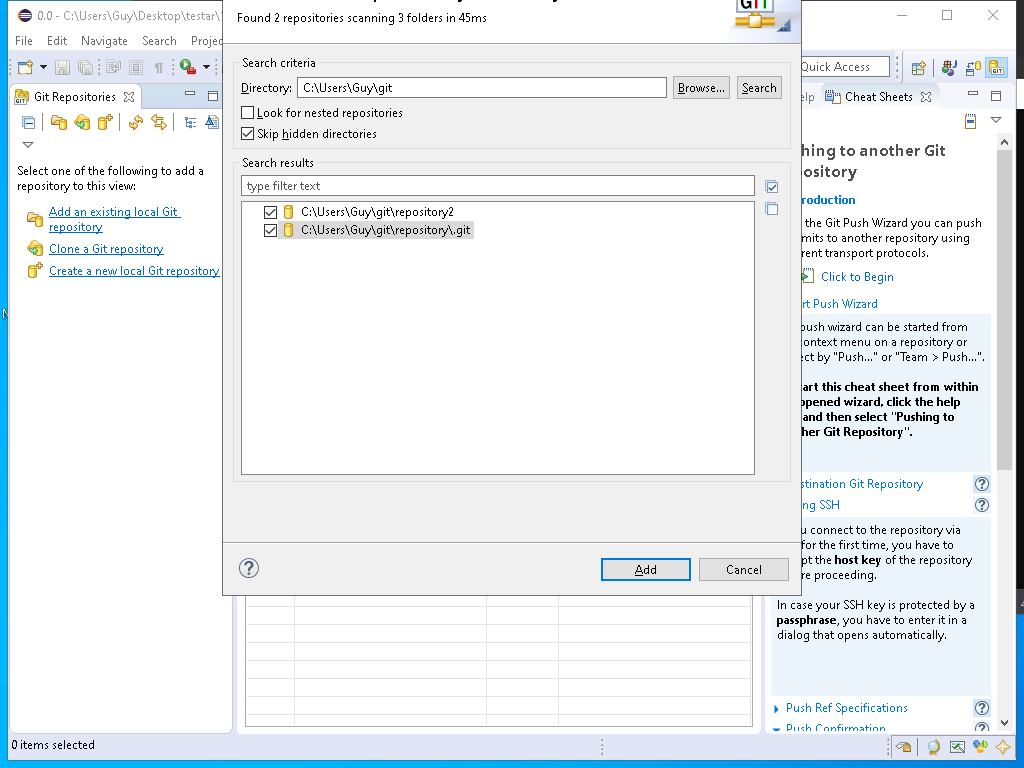 0.0 - C:\Users\Guy\Desktop\testar\
File Edit Navigate Search Projec
Git Repositories
Select one of the following to add a
repository to this view:
Add an existing local Git
repository
Clone a Git repository
Create a new local Git repository
Found 2 repositories scanning 3 folders in 45ms
GIT
Search criteria
Directory: C:\Users\Guy\git Browse... Search
Look for nested repositories
Skip hidden directories
Search results
type filter text
C:\Users\Guy\git\repository2
C:\Users\Guy\git\repository\.git
Add Cancel
Quick Access
GIT
elp Cheat Sheets
hing to another Git
ository
roduction
the Git Push Wizard you can push
mits to another repository using
rent transport protocols.
Click to Begin
rt Push Wizard
push wizard can be started from
context menu on a repository or
ect by "Push..." or "Team > Push...".
art this cheat sheet from within
opened wizard, click the help
and then select "Pushing to
her Git Repository".
stination Git Repository
ng SSH
u connect to the repository via
for the first time, you have to
pt the host key of the repository
re proceeding.
In case your SSH key is protected by a
passphrase, you have to enter it in a
dialog that opens automatically.
Push Ref Specifications
Push Confirmation
0 items selected